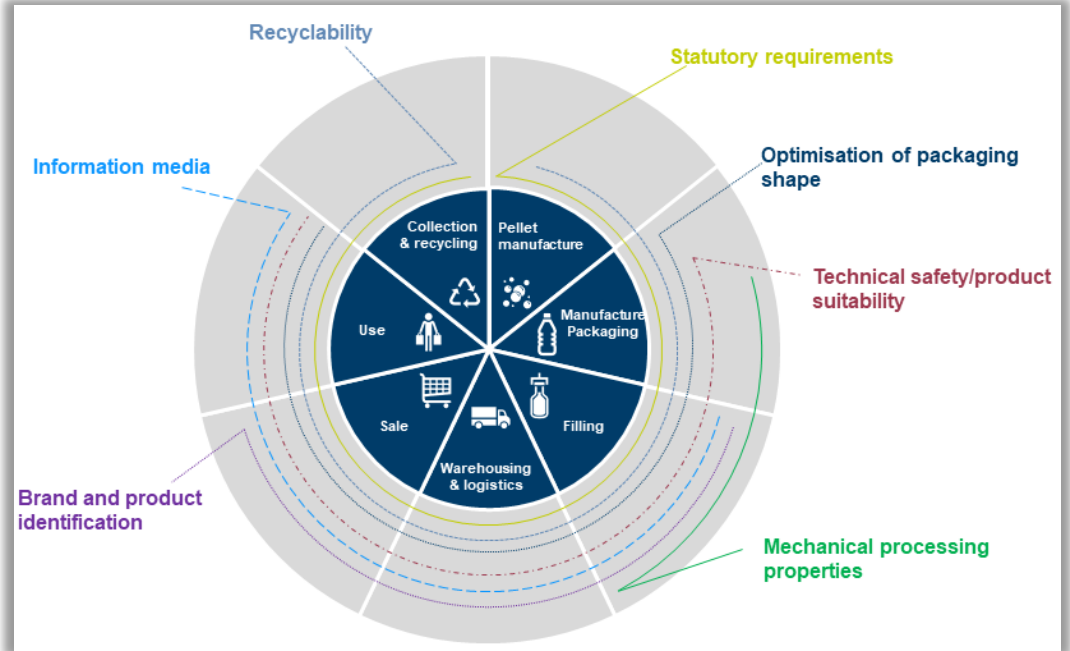 Recyclability
Statutory requirements
Information media
Optimisation of packaging
shape
Technical safety/product
suitability
Collection
& recycling
Pellet
manufacture
Use
Manufacture
Packaging
Sale
Filling
Warehousing
& logistics
Brand and product
identification
Mechanical processing
properties